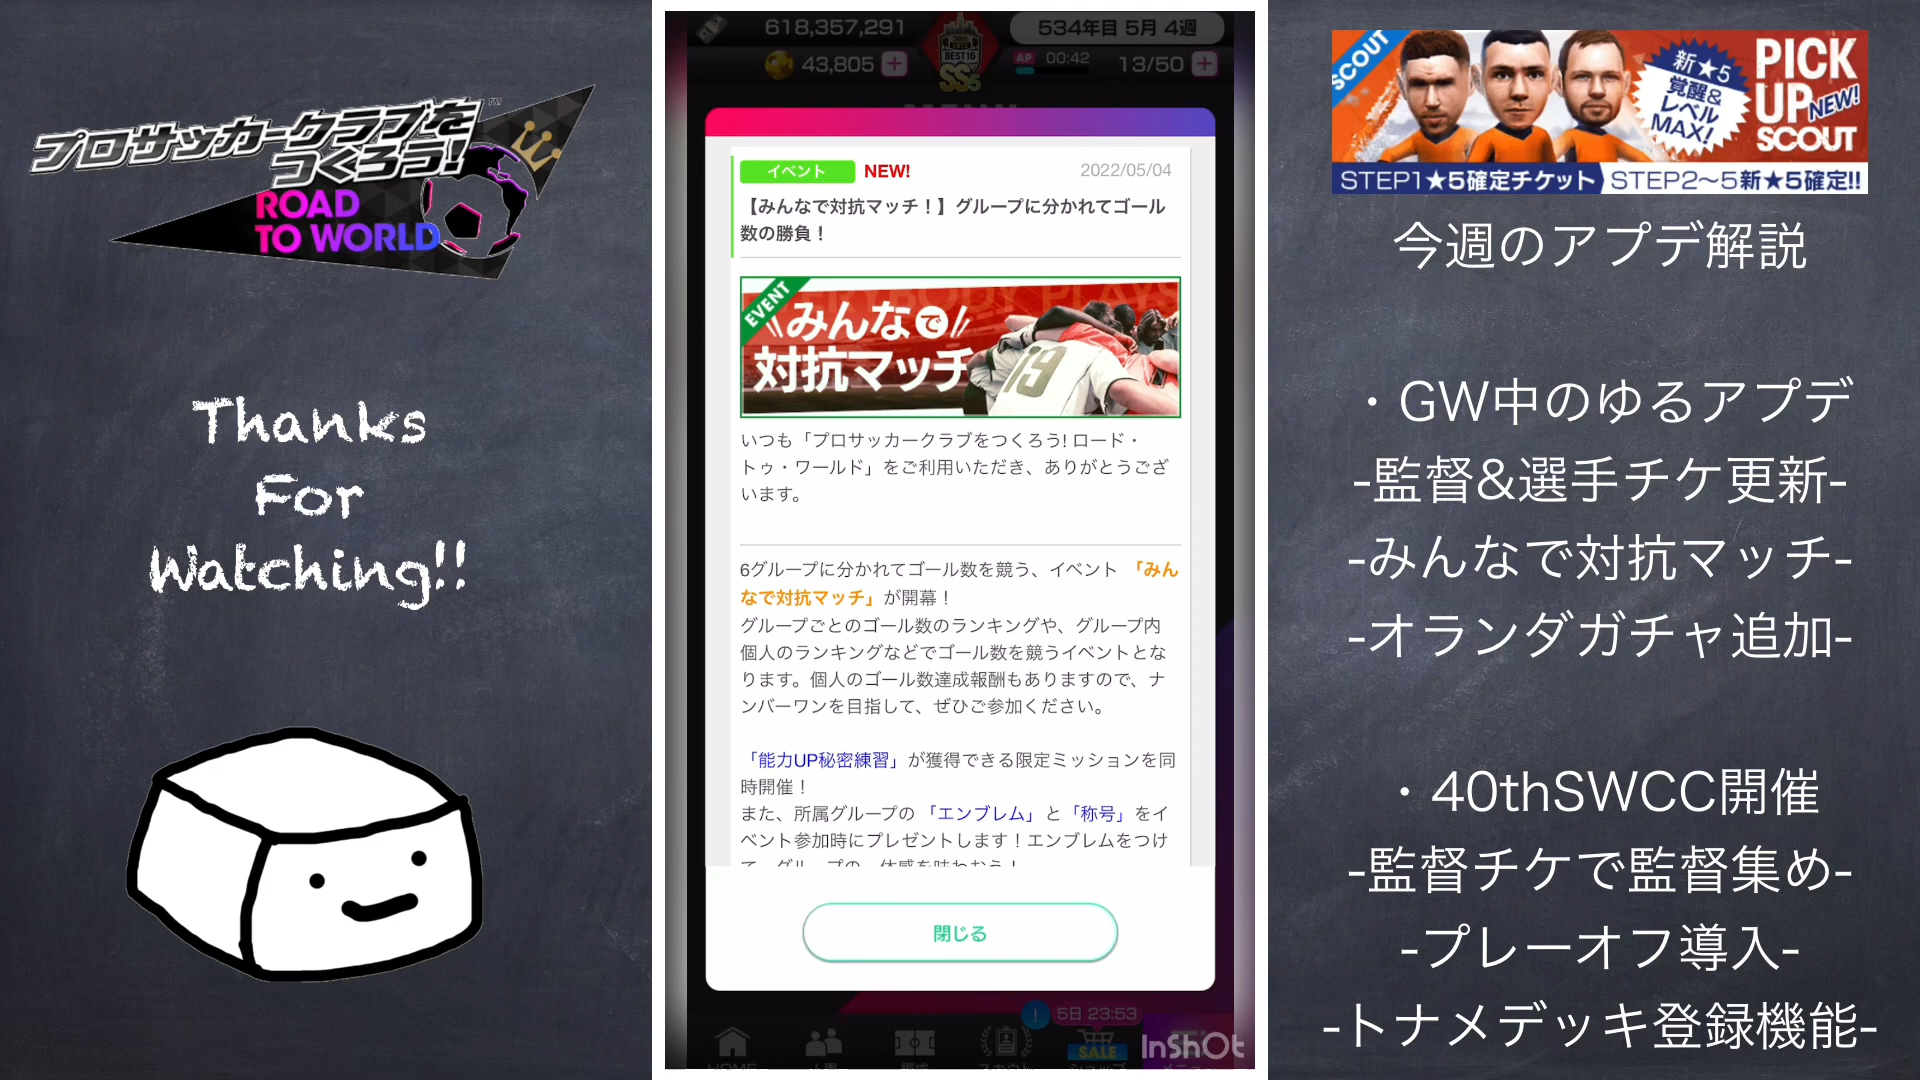 プロサッカークラブを
つくろう!
™
ROAD
TO WORLD
Thanks
For
Watching!!
618,357,291
BEST16
SS5
534年目 5月 4週
43,805
AP 00:42
13/50
イベント NEW! 2022/05/04
【みんなで対抗マッチ！】グループに分かれてゴール
数の勝負！
EVENT
\\みんなで//
対抗マッチ
いつも「プロサッカークラブをつくろう! ロード・
トゥ・ワールド」をご利用いただき、ありがとうござ
います。
6グループに分かれてゴール数を競う、イベント 「みん
なで対抗マッチ」が開幕！
グループごとのゴール数のランキングや、グループ内
個人のランキングなどでゴール数を競うイベントとな
ります。個人のゴール数達成報酬もありますので、ナ
ンバーワンを目指して、ぜひご参加ください。
「能力UP秘密練習」が獲得できる限定ミッションを同
時開催！
また、所属グループの「エンブレム」と「称号」をイ
ベント参加時にプレゼントします！エンブレムをつけ
て、グループの一体感を味わおう！
閉じる
! 5日 23:53
SALE
InShOt
SCOUT
新★5
覚醒&
レベル
MAX!
PICK
UP NEW!
SCOUT
STEP1★5確定チケット STEP2〜5新★5確定!!
今週のアプデ解説
・GW中のゆるアプデ
-監督&選手チケ更新-
-みんなで対抗マッチ-
-オランダガチャ追加-
・40thSWCC開催
-監督チケで監督集め-
-プレーオフ導入-
-トナメデッキ登録機能-